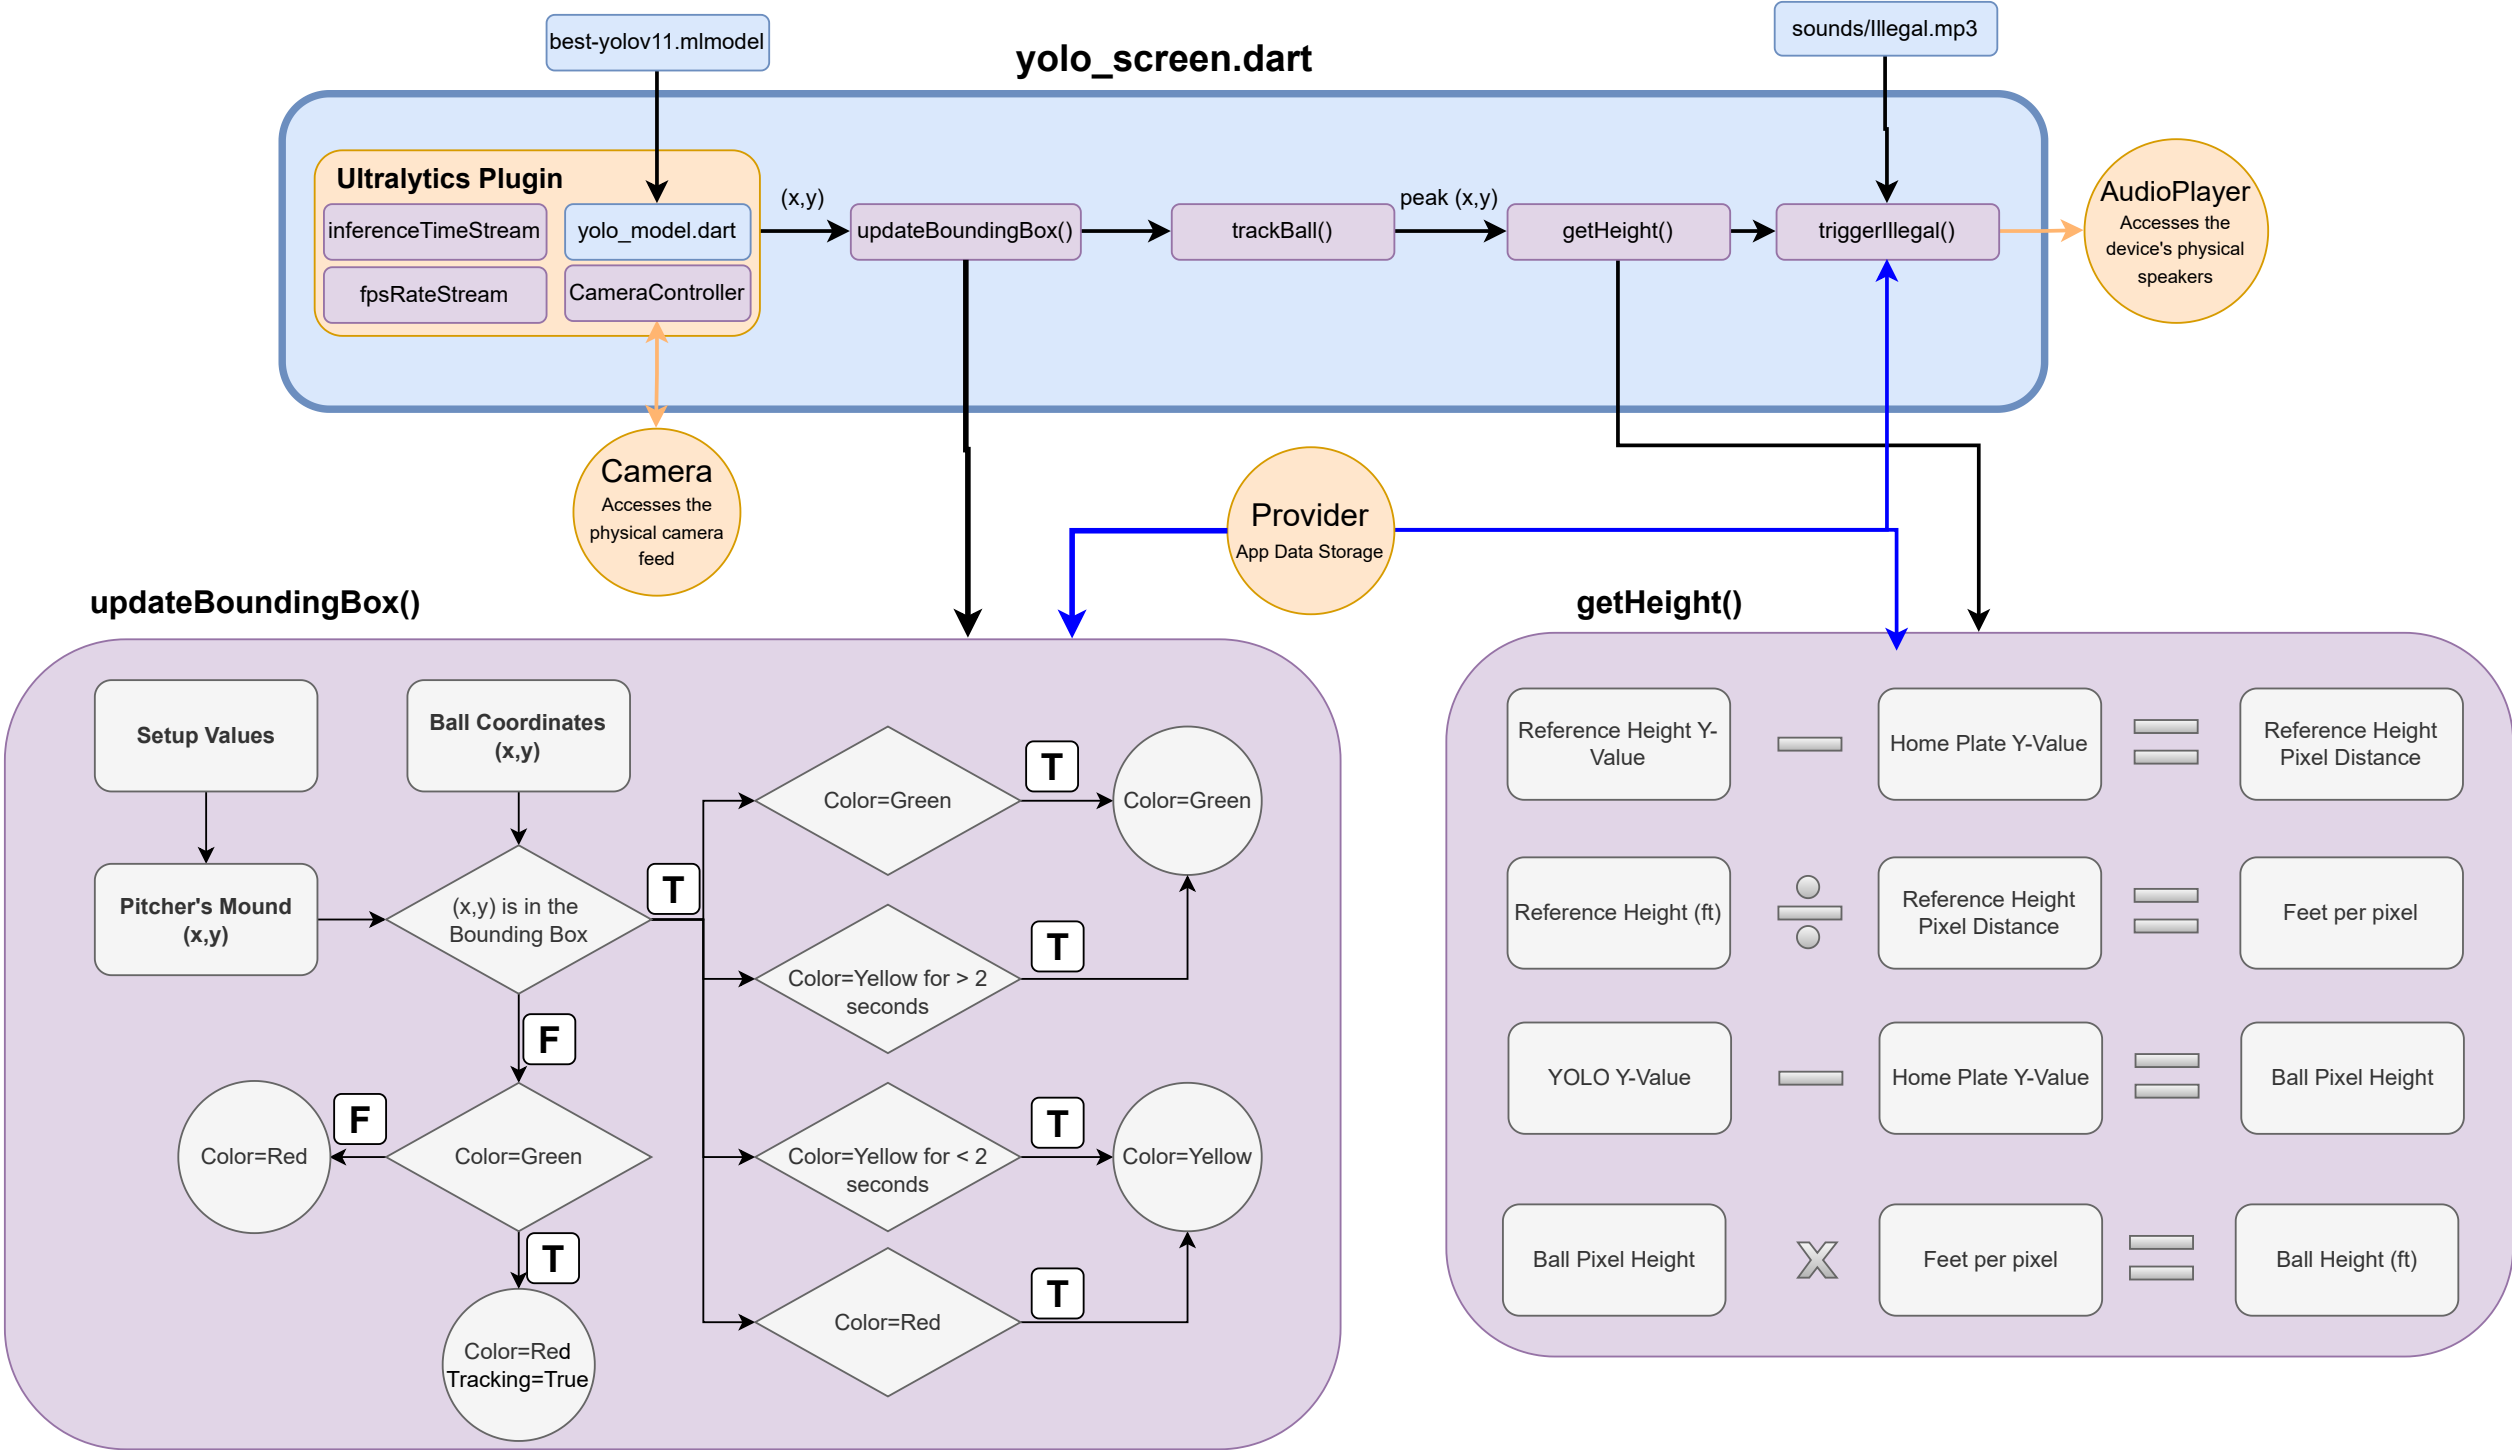 best-yolov11.mlmodel
yolo_screen.dart
sounds/Illegal.mp3
Ultralytics Plugin
inferenceTimeStream
yolo_model.dart
fpsRateStream
CameraController
(x,y)
updateBoundingBox()
trackBall()
peak (x,y)
getHeight()
triggerIllegal()
AudioPlayer
Accesses the
device's physical
speakers
Camera
Accesses the
physical camera
feed
Provider
App Data Storage
updateBoundingBox()
Setup Values
Ball Coordinates
(x,y)
Pitcher's Mound
(x,y)
(x,y) is in the
Bounding Box
T
F
Color=Green
F
Color=Red
T
Color=Red
Tracking=True
Color=Green
T
Color=Green
Color=Yellow for > 2
seconds
T
Color=Yellow for < 2
seconds
T
Color=Yellow
Color=Red
T
getHeight()
Reference Height Y-
Value
Home Plate Y-Value
Reference Height
Pixel Distance
Reference Height (ft)
Reference Height
Pixel Distance
Feet per pixel
YOLO Y-Value
Home Plate Y-Value
Ball Pixel Height
Ball Pixel Height
X
Feet per pixel
Ball Height (ft)